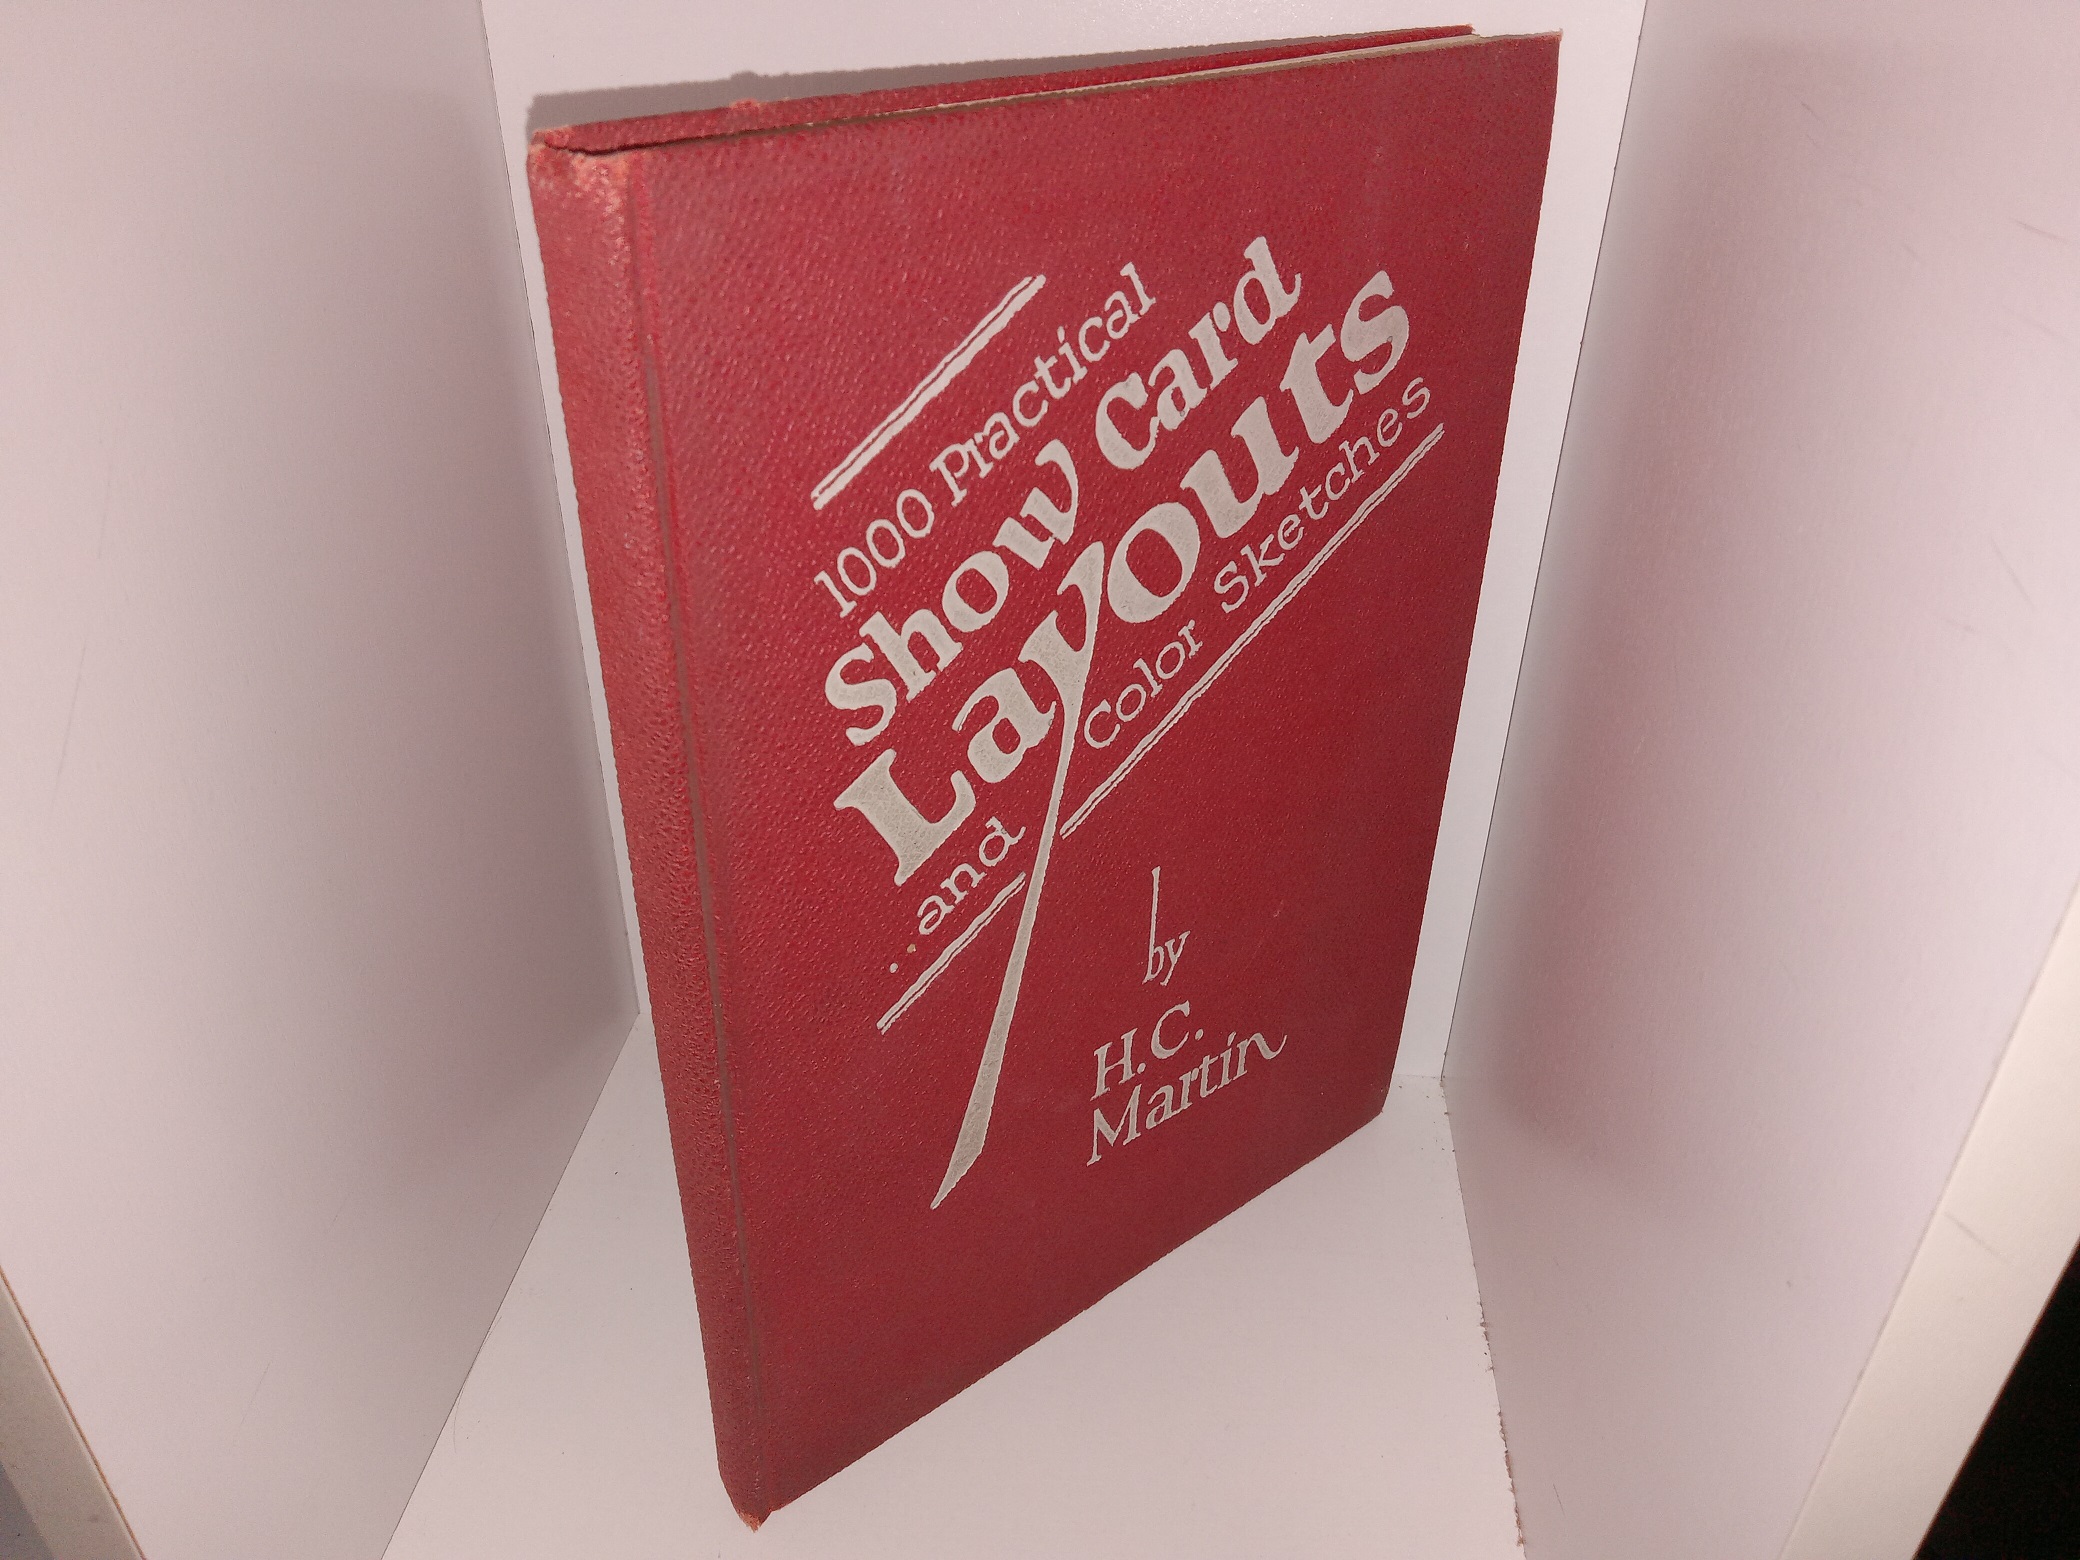 1000 Practical
Show Card
Layouts
..and Color Sketches
by
H.C.
Martin